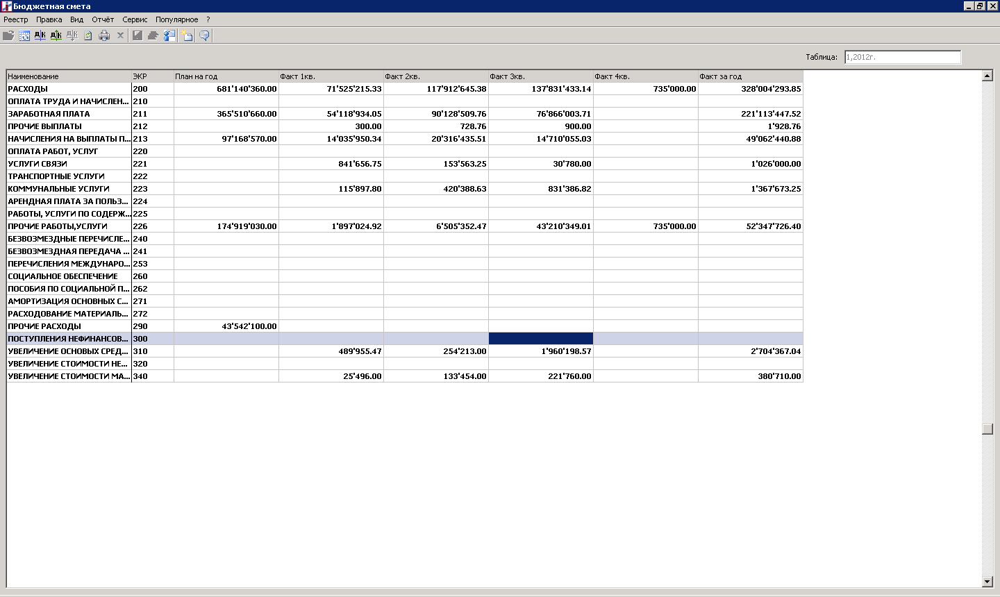 Бюджетная смета
Реестр Правка Вид Отчёт Сервис Популярное ?
Таблица: 1,2012г.
Наименование ЭКР План на год Факт 1кв. Факт 2кв. Факт 3кв. Факт 4кв. Факт за год
РАСХОДЫ 200 681'140'360.00 71'525'215.33 117'912'645.38 137'831'433.14 735'000.00 328'004'293.85
ОПЛАТА ТРУДА И НАЧИСЛЕН... 210
ЗАРАБОТНАЯ ПЛАТА 211 365'510'660.00 54'118'934.05 90'128'509.76 76'866'003.71 221'113'447.52
ПРОЧИЕ ВЫПЛАТЫ 212 300.00 728.76 900.00 1'928.76
НАЧИСЛЕНИЯ НА ВЫПЛАТЫ П... 213 97'168'570.00 14'035'950.34 20'316'435.51 14'710'055.03 49'062'440.88
ОПЛАТА РАБОТ, УСЛУГ 220
УСЛУГИ СВЯЗИ 221 841'656.75 153'563.25 30'780.00 1'026'000.00
ТРАНСПОРТНЫЕ УСЛУГИ 222
КОММУНАЛЬНЫЕ УСЛУГИ 223 115'897.80 420'388.63 831'386.82 1'367'673.25
АРЕНДНАЯ ПЛАТА ЗА ПОЛЬЗ... 224
РАБОТЫ, УСЛУГИ ПО СОДЕРЖ... 225
ПРОЧИЕ РАБОТЫ,УСЛУГИ 226 174'919'030.00 1'897'024.92 6'505'352.47 43'210'349.01 735'000.00 52'347'726.40
БЕЗВОЗМЕЗДНЫЕ ПЕРЕЧИСЛЕ... 240
БЕЗВОЗМЕЗДНАЯ ПЕРЕДАЧА ... 241
ПЕРЕЧИСЛЕНИЯ МЕЖДУНАРО... 253
СОЦИАЛЬНОЕ ОБЕСПЕЧЕНИЕ 260
ПОСОБИЯ ПО СОЦИАЛЬНОЙ П... 262
АМОРТИЗАЦИЯ ОСНОВНЫХ С... 271
РАСХОДОВАНИЕ МАТЕРИАЛЬ... 272
ПРОЧИЕ РАСХОДЫ 290 43'542'100.00
ПОСТУПЛЕНИЯ НЕФИНАНСОВ... 300
УВЕЛИЧЕНИЕ ОСНОВЫХ СРЕД... 310 489'955.47 254'213.00 1'960'198.57 2'704'367.04
УВЕЛИЧЕНИЕ СТОИМОСТИ НЕ... 320
УВЕЛИЧЕНИЕ СТОИМОСТИ МА... 340 25'496.00 133'454.00 221'760.00 380'710.00